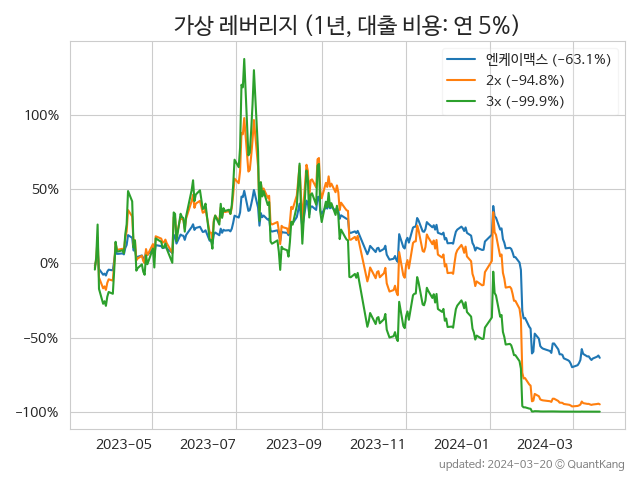 가상 레버리지 (1년, 대출 비용: 연 5%)
엔케이맥스 (−63.1%)
2x (−94.8%)
3x (−99.9%)
100%
50%
0%
−50%
−100%
2023-05
2023-07
2023-09
2023-11
2024-01
2024-03
updated: 2024-03-20 © QuantKang